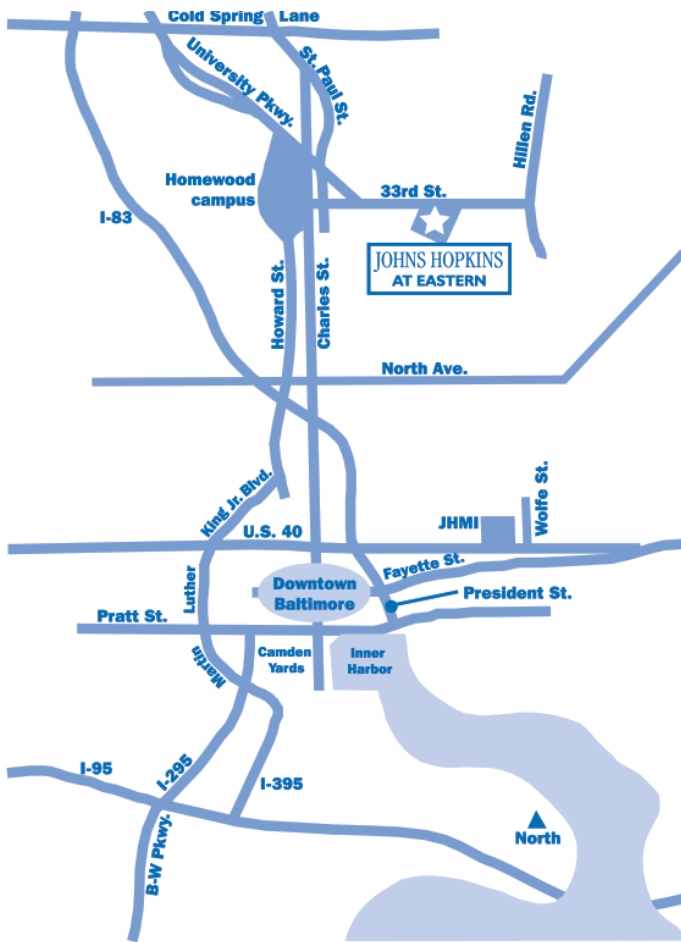 Cold Spring Lane
University Pkwy.
St. Paul St.
Hillen Rd.
Homewood
campus
33rd St.
I-83
JOHNS HOPKINS
AT EASTERN
Howard St.
Charles St.
North Ave.
King Jr. Blvd.
Wolfe St.
JHMI
U.S. 40
Fayette St.
Downtown
Baltimore
President St.
Luther
Pratt St.
Martin
Camden
Yards
Inner
Harbor
I-95
I-295
I-395
B-W Pkwy.
North